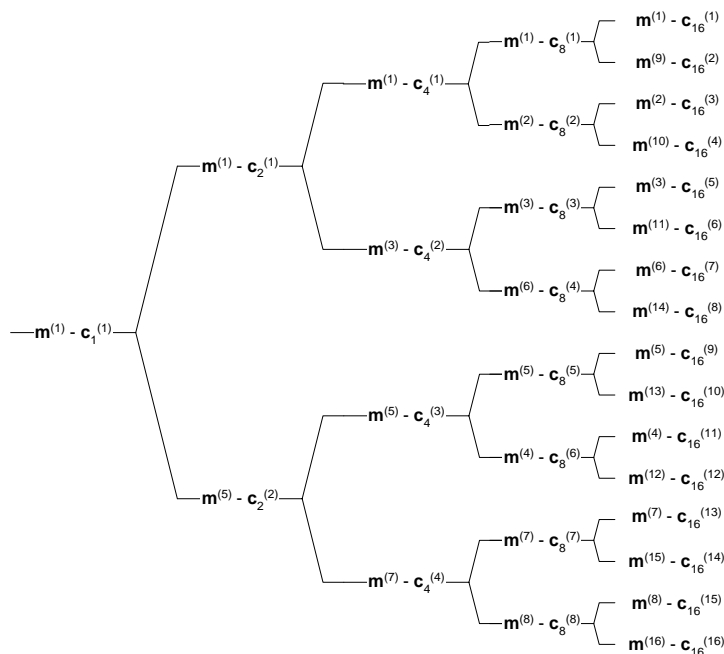 m(1) - c16(1)
m(1) - c8(1)
m(9) - c16(2)
m(1) - c4(1)
m(2) - c16(3)
m(2) - c8(2)
m(10) - c16(4)
m(1) - c2(1)
m(3) - c16(5)
m(3) - c8(3)
m(11) - c16(6)
m(3) - c4(2)
m(6) - c16(7)
m(6) - c8(4)
m(14) - c16(8)
m(1) - c1(1)
m(5) - c16(9)
m(5) - c8(5)
m(13) - c16(10)
m(5) - c4(3)
m(4) - c16(11)
m(4) - c8(6)
m(12) - c16(12)
m(5) - c2(2)
m(7) - c16(13)
m(7) - c8(7)
m(15) - c16(14)
m(7) - c4(4)
m(8) - c16(15)
m(8) - c8(8)
m(16) - c16(16)